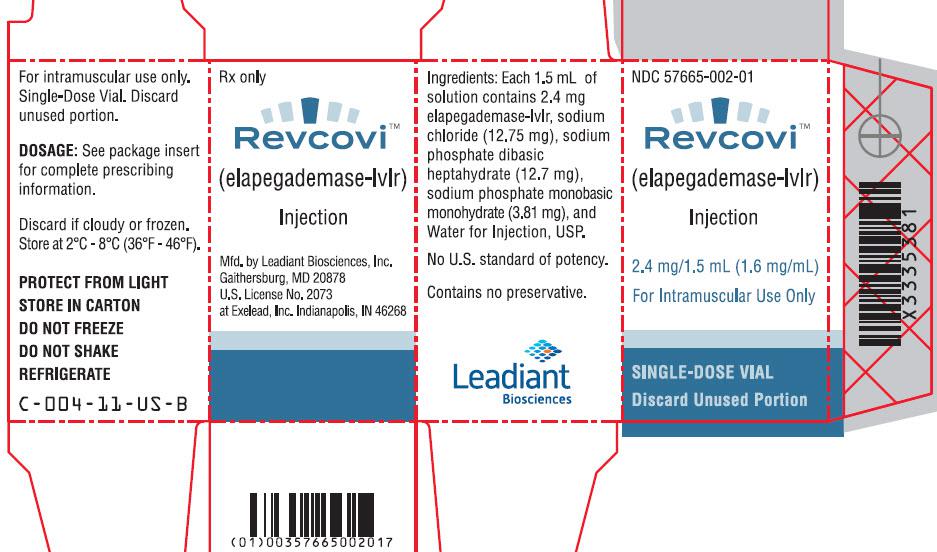 For intramuscular use only.
Single-Dose Vial. Discard
unused portion.
DOSAGE: See package insert
for complete prescribing
information.
Discard if cloudy or frozen.
Store at 2°C - 8°C (36°F - 46°F).
PROTECT FROM LIGHT
STORE IN CARTON
DO NOT FREEZE
DO NOT SHAKE
REFRIGERATE
C-004-11-US-B
Rx only
Revcovi™
(elapegademase-lvlr)
Injection
Mfd. by Leadiant Biosciences, Inc.
Gaithersburg, MD 20878
U.S. License No. 2073
at Exelead, Inc. Indianapolis, IN 46268
(01)00357665002017
Ingredients: Each 1.5 mL of
solution contains 2.4 mg
elapegademase-lvlr, sodium
chloride (12.75 mg), sodium
phosphate dibasic
heptahydrate (12.7 mg),
sodium phosphate monobasic
monohydrate (3.81 mg), and
Water for Injection, USP.
No U.S. standard of potency.
Contains no preservative.
Leadiant
Biosciences
NDC 57665-002-01
Revcovi™
(elapegademase-lvlr)
Injection
2.4 mg/1.5 mL (1.6 mg/mL)
For Intramuscular Use Only
SINGLE-DOSE VIAL
Discard Unused Portion
X3335381